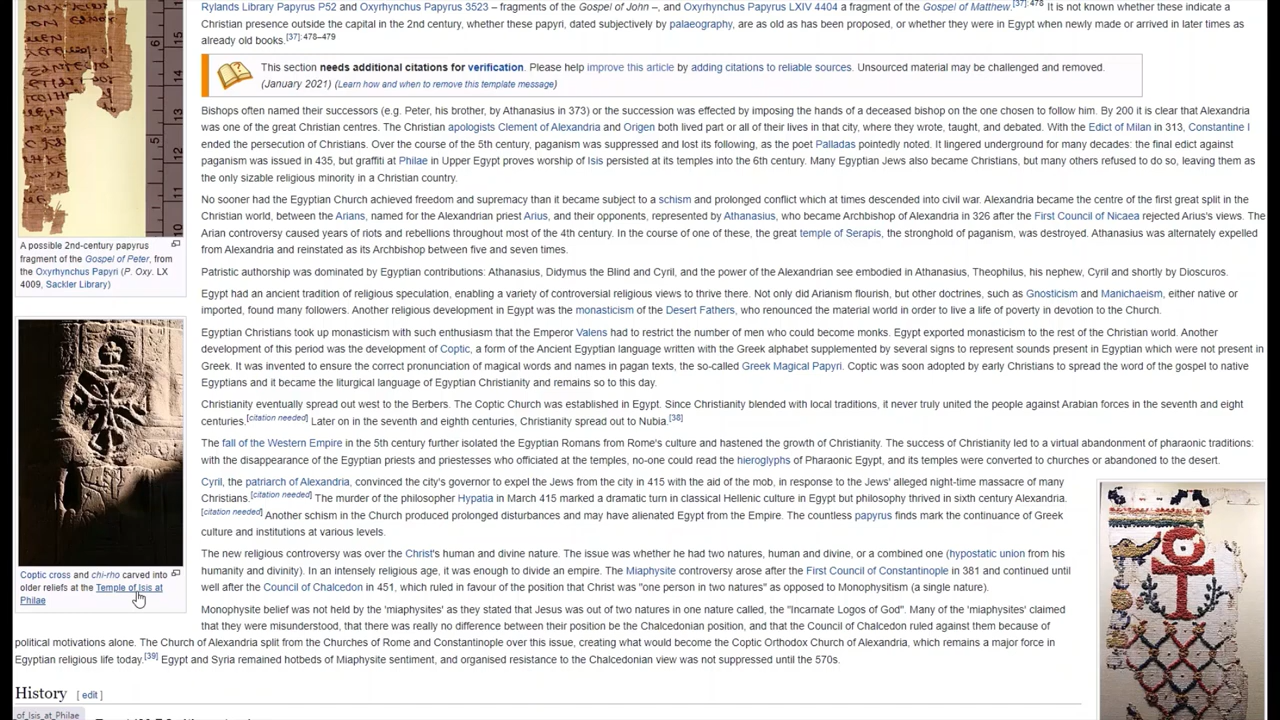 Rylands Library Papyrus P52 and Oxyrhynchus Papyri 3523 – fragments of the Gospel of John –, and Oxyrhynchus Papyrus LXIV 4404 a fragment of the Gospel of Matthew.[37]:478 It is not known whether these indicate a
Christian presence outside the capital in the 2nd century, whether these papyri, dated subjectively by palaeography, are as old as has been proposed, or whether they were in Egypt when newly made or arrived in later times as
already old books.[37]:478–479
This section needs additional citations for verification. Please help improve this article by adding citations to reliable sources. Unsourced material may be challenged and removed.
(January 2021) (Learn how and when to remove this template message)
Bishops often named their successors (e.g. Peter, his brother, by Athanasius in 373) or the succession was effected by imposing the hands of a deceased bishop on the one chosen to follow him. By 200 it is clear that Alexandria
was one of the great Christian centres. The Christian apologists Clement of Alexandria and Origen both lived part or all of their lives in that city, where they wrote, taught, and debated. With the Edict of Milan in 313, Constantine I
ended the persecution of Christians. Over the course of the 5th century, paganism was suppressed and lost its following, as the poet Palladas pointedly noted. It lingered underground for many decades: the final edict against
paganism was issued in 435, but graffiti at Philae in Upper Egypt proves worship of Isis persisted at its temples into the 6th century. Many Egyptian Jews also became Christians, but many others refused to do so, leaving them as
the only sizable religious minority in a Christian country.
No sooner had the Egyptian Church achieved freedom and supremacy than it became subject to a schism and prolonged conflict which at times descended into civil war. Alexandria became the centre of the first great split in the
Christian world, between the Arians, named for the Alexandrian priest Arius, and their opponents, represented by Athanasius, who became Archbishop of Alexandria in 326 after the First Council of Nicaea rejected Arius's views. The
Arian controversy caused years of riots and rebellions throughout most of the 4th century. In the course of one of these, the great temple of Serapis, the stronghold of paganism, was destroyed. Athanasius was alternately expelled
from Alexandria and reinstated as its Archbishop between five and seven times.
Patristic authorship was dominated by Egyptian contributions: Athanasius, Didymus the Blind and Cyril, and the power of the Alexandrian see embodied in Athanasius, Theophilus, his nephew, Cyril and shortly by Dioscuros.
Egypt had an ancient tradition of religious speculation, enabling a variety of controversial religious views to thrive there. Not only did Arianism flourish, but other doctrines, such as Gnosticism and Manichaeism, either native or
imported, found many followers. Another religious development in Egypt was the monasticism of the Desert Fathers, who renounced the material world in order to live a life of poverty in devotion to the Church.
Egyptian Christians took up monasticism with such enthusiasm that the Emperor Valens had to restrict the number of men who could become monks. Egypt exported monasticism to the rest of the Christian world. Another
development of this period was the development of Coptic, a form of the Ancient Egyptian language written with the Greek alphabet supplemented by several signs to represent sounds present in Egyptian which were not present in
Greek. It was invented to ensure the correct pronunciation of magical words and names in pagan texts, the so-called Greek Magical Papyri. Coptic was soon adopted by early Christians to spread the word of the gospel to native
Egyptians and it became the liturgical language of Egyptian Christianity and remains so to this day.
Christianity eventually spread out west to the Berbers. The Coptic Church was established in Egypt. Since Christianity blended with local traditions, it never truly united the people against Arabian forces in the seventh and eight
centuries.[citation needed] Later on in the seventh and eighth centuries, Christianity spread out to Nubia.[38]
The fall of the Western Empire in the 5th century further isolated the Egyptian Romans from Rome's culture and hastened the growth of Christianity. The success of Christianity led to a virtual abandonment of pharaonic traditions:
with the disappearance of the Egyptian priests and priestesses who officiated at the temples, no-one could read the hieroglyphs of Pharaonic Egypt, and its temples were converted to churches or abandoned to the desert.
Cyril, the patriarch of Alexandria, convinced the city's governor to expel the Jews from the city in 415 with the aid of the mob, in response to the Jews' alleged night-time massacre of many
Christians.[citation needed] The murder of the philosopher Hypatia in March 415 marked a dramatic turn in classical Hellenic culture in Egypt but philosophy thrived in sixth century Alexandria.
[citation needed] Another schism in the Church produced prolonged disturbances and may have alienated Egypt from the Empire. The countless papyrus finds mark the continuance of Greek
culture and institutions at various levels.
The new religious controversy was over the Christ's human and divine nature. The issue was whether he had two natures, human and divine, or a combined one (hypostatic union from his
humanity and divinity). In an intensely religious age, it was enough to divide an empire. The Miaphysite controversy arose after the First Council of Constantinople in 381 and continued until
well after the Council of Chalcedon in 451, which ruled in favour of the position that Christ was "one person in two natures" as opposed to Monophysitism (a single nature).
Monophysite belief was not held by the 'miaphysites' as they stated that Jesus was out of two natures in one nature called, the "Incarnate Logos of God". Many of the 'miaphysites' claimed
that they were misunderstood, that there was really no difference between their position be the Chalcedonian position, and that the Council of Chalcedon ruled against them because of
political motivations alone. The Church of Alexandria split from the Churches of Rome and Constantinople over this issue, creating what would become the Coptic Orthodox Church of Alexandria, which remains a major force in
Egyptian religious life today.[39] Egypt and Syria remained hotbeds of Miaphysite sentiment, and organised resistance to the Chalcedonian view was not suppressed until the 570s.
A possible 2nd-century papyrus
fragment of the Gospel of Peter, from
the Oxyrhynchus Papyri (P. Oxy. LX
4009, Sackler Library)
Coptic cross and chi-rho carved into
older reliefs at the Temple of Isis at
Philae
History [ edit ]
_of_Isis_at_Philae